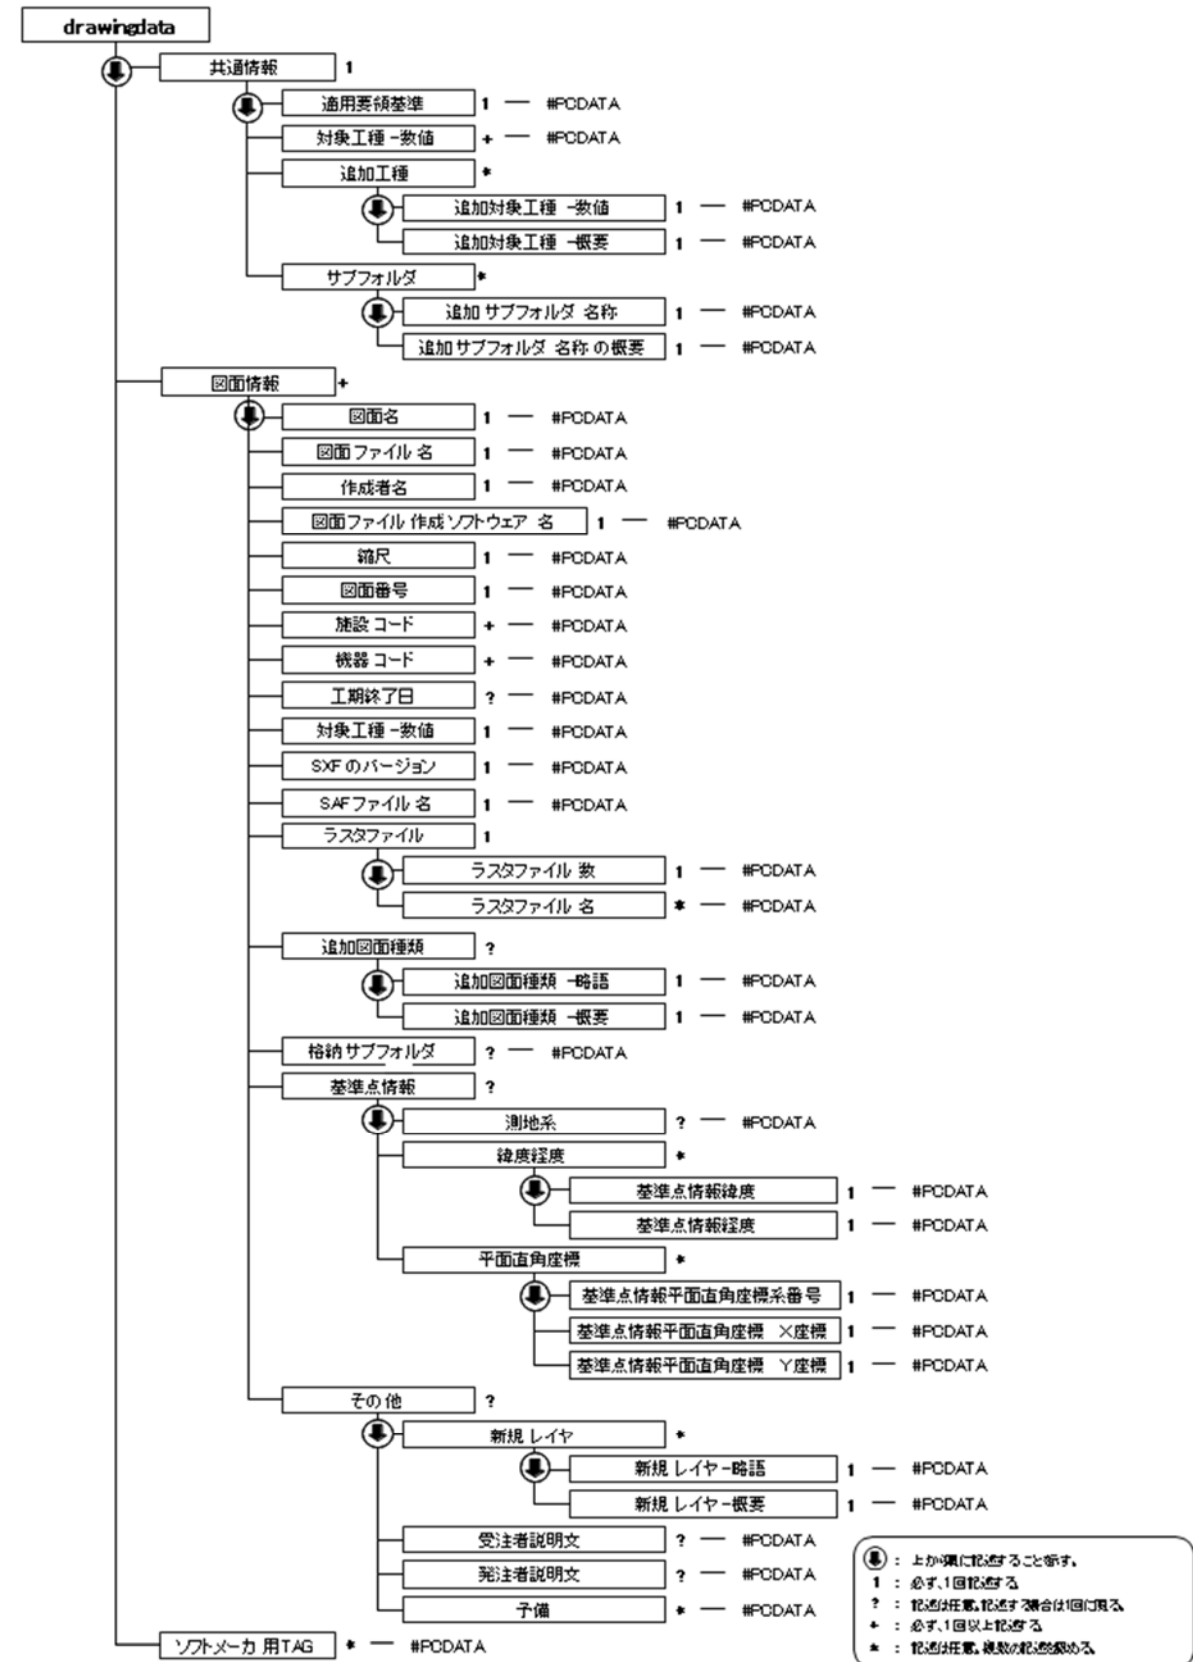 drawingdata
共通情報 1
適用要領基準 1 — #PCDATA
対象工種-数値 + — #PCDATA
追加工種 *
追加対象工種-数値 1 — #PCDATA
追加対象工種-概要 1 — #PCDATA
サブフォルダ *
追加サブフォルダ名称 1 — #PCDATA
追加サブフォルダ名称の概要 1 — #PCDATA
図面情報 +
図面名 1 — #PCDATA
図面ファイル名 1 — #PCDATA
作成者名 1 — #PCDATA
図面ファイル作成ソフトウェア名 1 — #PCDATA
縮尺 1 — #PCDATA
図面番号 1 — #PCDATA
施設コード + — #PCDATA
機器コード + — #PCDATA
工期終了日 ? — #PCDATA
対象工種-数値 1 — #PCDATA
SXFのバージョン 1 — #PCDATA
SAFファイル名 1 — #PCDATA
ラスタファイル 1
ラスタファイル数 1 — #PCDATA
ラスタファイル名 * — #PCDATA
追加図面種類 ?
追加図面種類-略語 1 — #PCDATA
追加図面種類-概要 1 — #PCDATA
格納サブフォルダ ? — #PCDATA
基準点情報 ?
測地系 ? — #PCDATA
緯度経度 *
基準点情報緯度 1 — #PCDATA
基準点情報経度 1 — #PCDATA
平面直角座標 *
基準点情報平面直角座標系番号 1 — #PCDATA
基準点情報平面直角座標 X座標 1 — #PCDATA
基準点情報平面直角座標 Y座標 1 — #PCDATA
その他 ?
新規レイヤ *
新規レイヤ-略語 1 — #PCDATA
新規レイヤ-概要 1 — #PCDATA
受注者説明文 ? — #PCDATA
発注者説明文 ? — #PCDATA
予備 * — #PCDATA
ソフトメーカ用TAG * — #PCDATA
: 上から順に記述することを示す。
1 : 必ず、1回記述する
? : 記述は任意。記述する場合は1回に限る。
+ : 必ず、1回以上記述する
* : 記述は任意。複数の記述を認める。